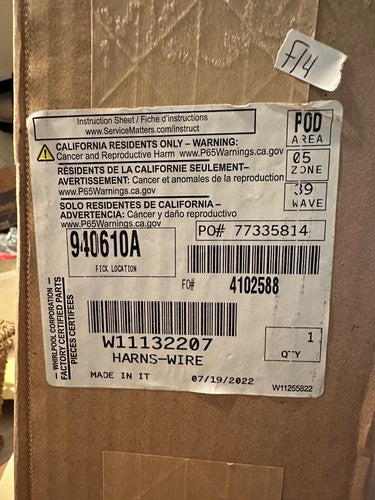 F/4
Instruction Sheet / Fiche d'instructions
www.ServiceMatters.com/instruct
POD
AREA
CALIFORNIA RESIDENTS ONLY – WARNING:
Cancer and Reproductive Harm www.P65Warnings.ca.gov
05
ZONE
RÉSIDENTS DE LA CALIFORNIE SEULEMENT–
AVERTISSEMENT: Cancer et anomales de la reproduction
www.P65Warnings.ca.gov
39
WAVE
SOLO RESIDENTES DE CALIFORNIA –
ADVERTENCIA: Cáncer y daño reproductivo
www.P65Warnings.ca.gov
PO# 77335814
940610A
PICK LOCATION
FO# 4102588
– WHIRLPOOL CORPORATION –
FACTORY CERTIFIED PARTS
PIECES CERTIFEES
W11132207
HARNS-WIRE
1
QTY
MADE IN IT 07/19/2022
W11255822